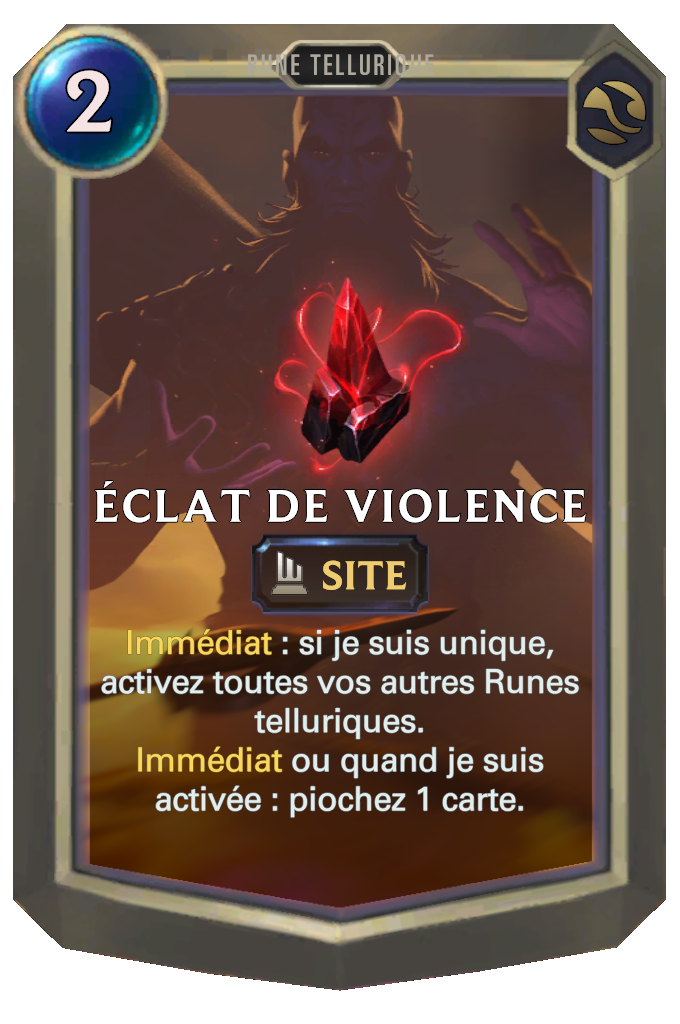 RUNE TELLURIQUE
2
ÉCLAT DE VIOLENCE
SITE
Immédiat : si je suis unique,
activez toutes vos autres Runes
telluriques.
Immédiat ou quand je suis
activée : piochez 1 carte.